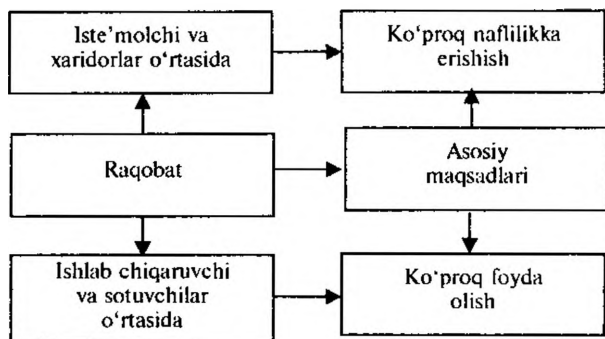 Iste’molchi va
xaridorlar o‘rtasida
Ko‘proq naflilikka
erishish
Raqobat
Asosiy
maqsadlari
Ishlab chiqaruvchi
va sotuvchilar
o‘rtasida
Ko‘proq foyda
olish